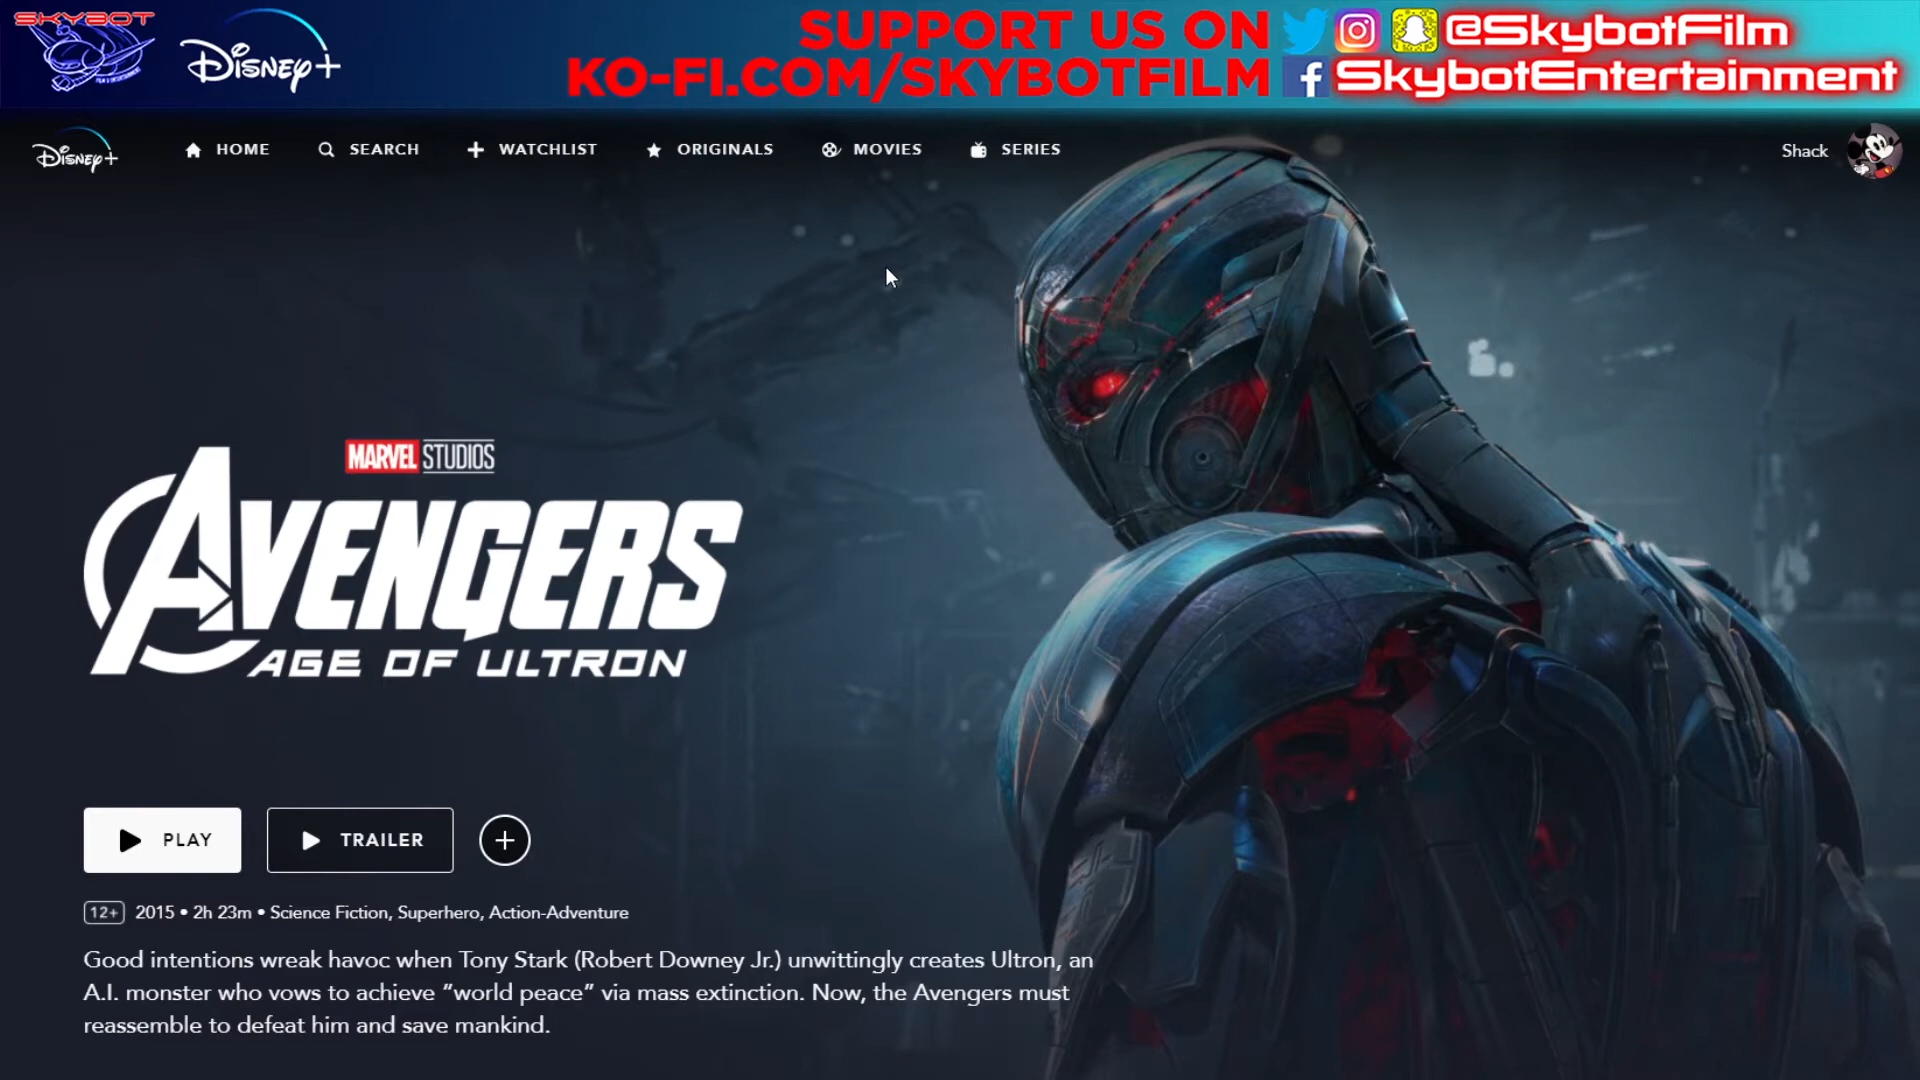 SKYBOT
FILM & ENTERTAINMENT
Disney+
SUPPORT US ON
KO-FI.COM/SKYBOTFILM
@SkybotFilm
SkybotEntertainment
Disney+
HOME
SEARCH
WATCHLIST
ORIGINALS
MOVIES
SERIES
Shack
MARVEL STUDIOS
AVENGERS
AGE OF ULTRON
PLAY
TRAILER
12+ 2015 • 2h 23m • Science Fiction, Superhero, Action-Adventure
Good intentions wreak havoc when Tony Stark (Robert Downey Jr.) unwittingly creates Ultron, an
A.I. monster who vows to achieve “world peace” via mass extinction. Now, the Avengers must
reassemble to defeat him and save mankind.